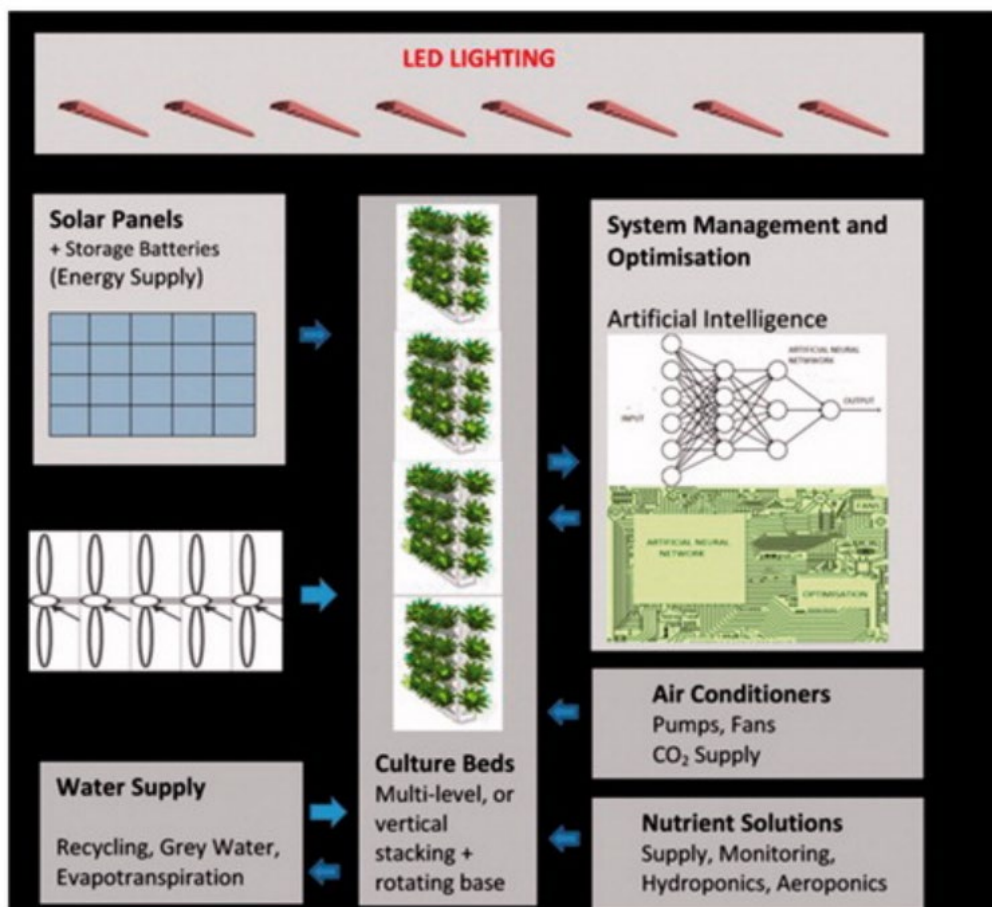 LED LIGHTING
Solar Panels
+ Storage Batteries
(Energy Supply)
Water Supply
Recycling, Grey Water,
Evapotranspiration
Culture Beds
Multi-level, or
vertical
stacking +
rotating base
System Management and
Optimisation
Artificial Intelligence
ARTIFICIAL NEURAL
NETWORK
INPUT
OUTPUT
FANS
ARTIFICIAL NEURAL
NETWORK
OPTIMISATION
Air Conditioners
Pumps, Fans
CO₂ Supply
Nutrient Solutions
Supply, Monitoring,
Hydroponics, Aeroponics